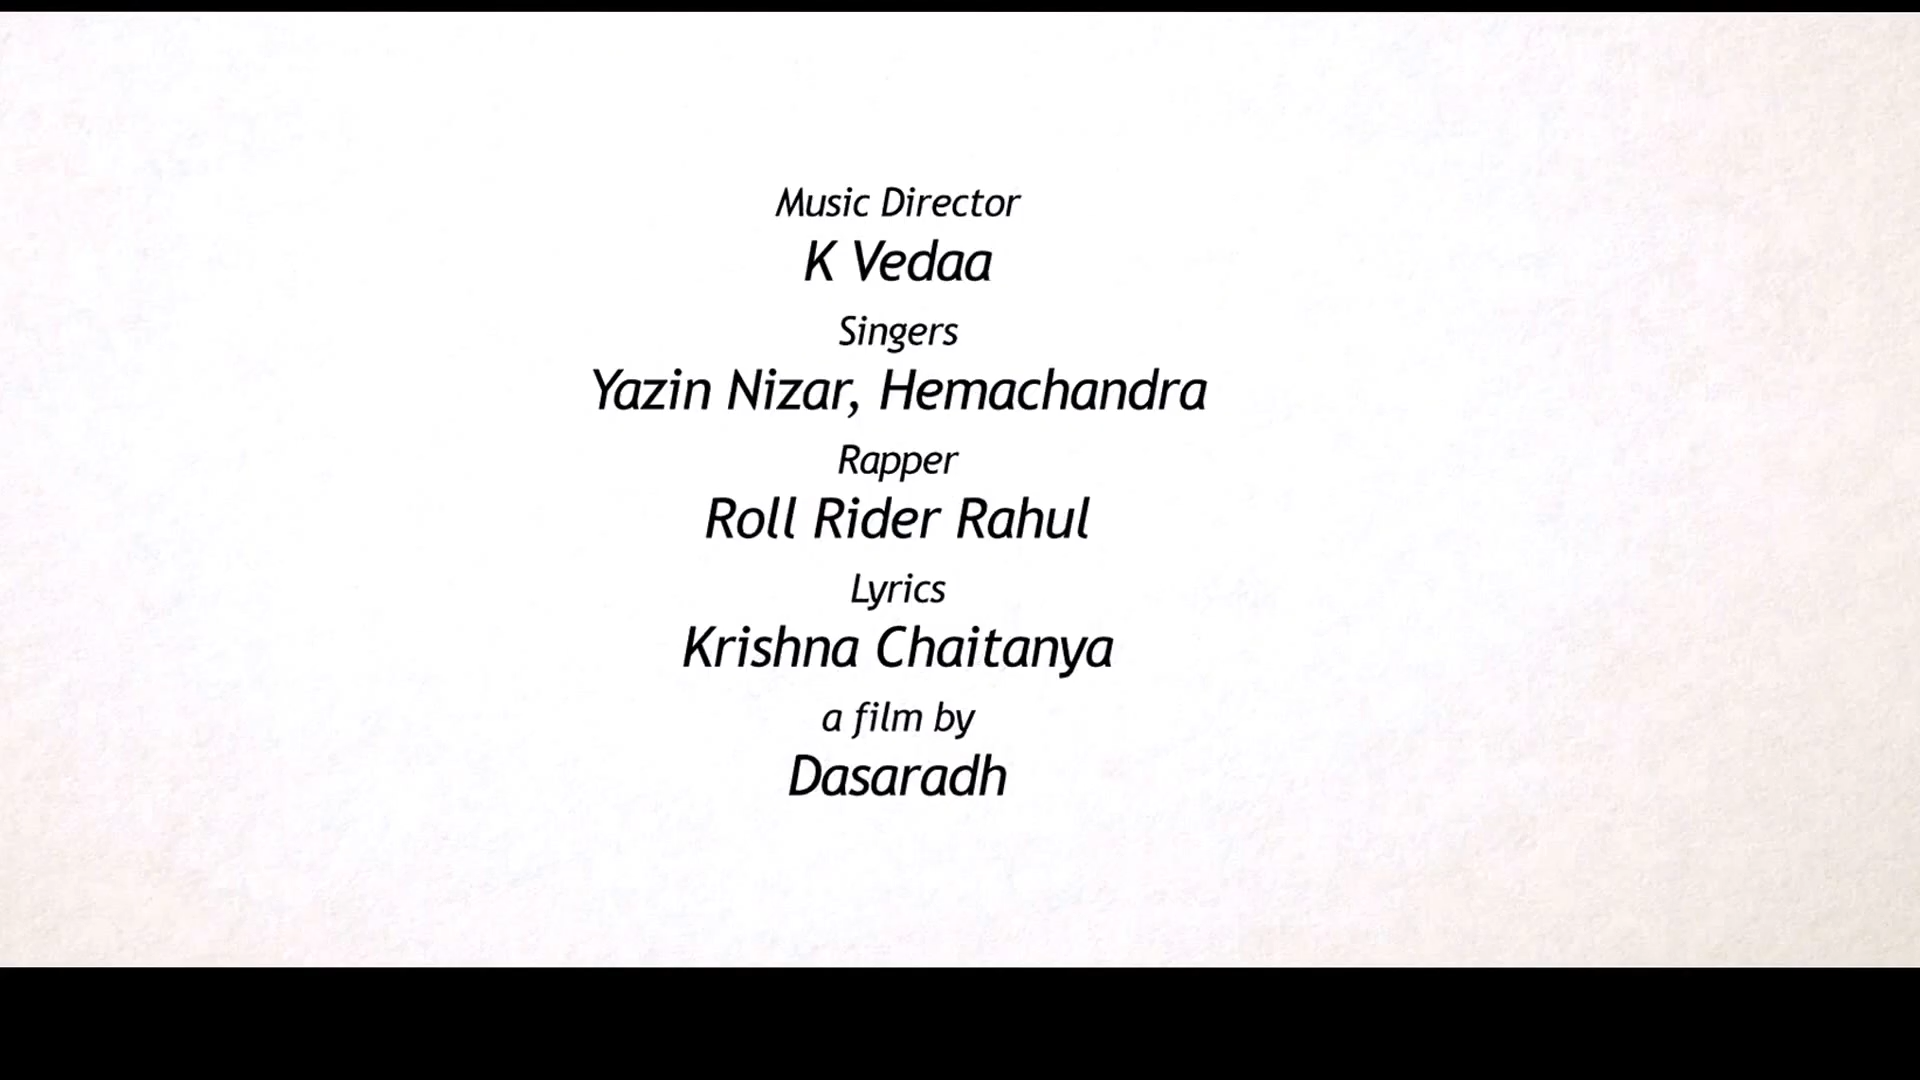 Music Director
K Vedaa
Singers
Yazin Nizar, Hemachandra
Rapper
Roll Rider Rahul
Lyrics
Krishna Chaitanya
a film by
Dasaradh